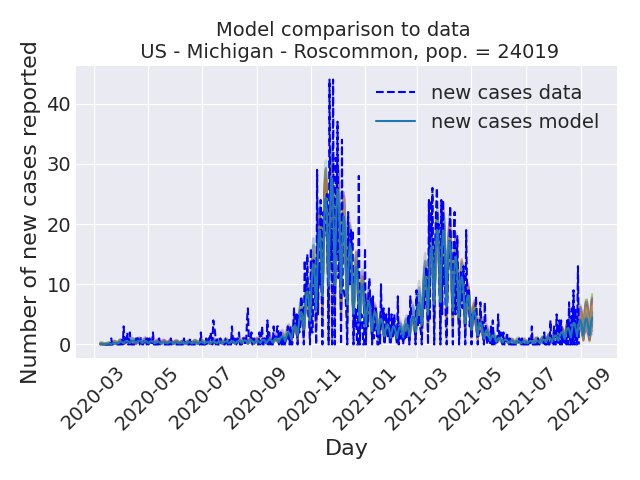 Model comparison to data
US - Michigan - Roscommon, pop. = 24019
Number of new cases reported
40
30
20
10
0
new cases data
new cases model
2020-03
2020-05
2020-07
2020-09
2020-11
2021-01
2021-03
2021-05
2021-07
2021-09
Day